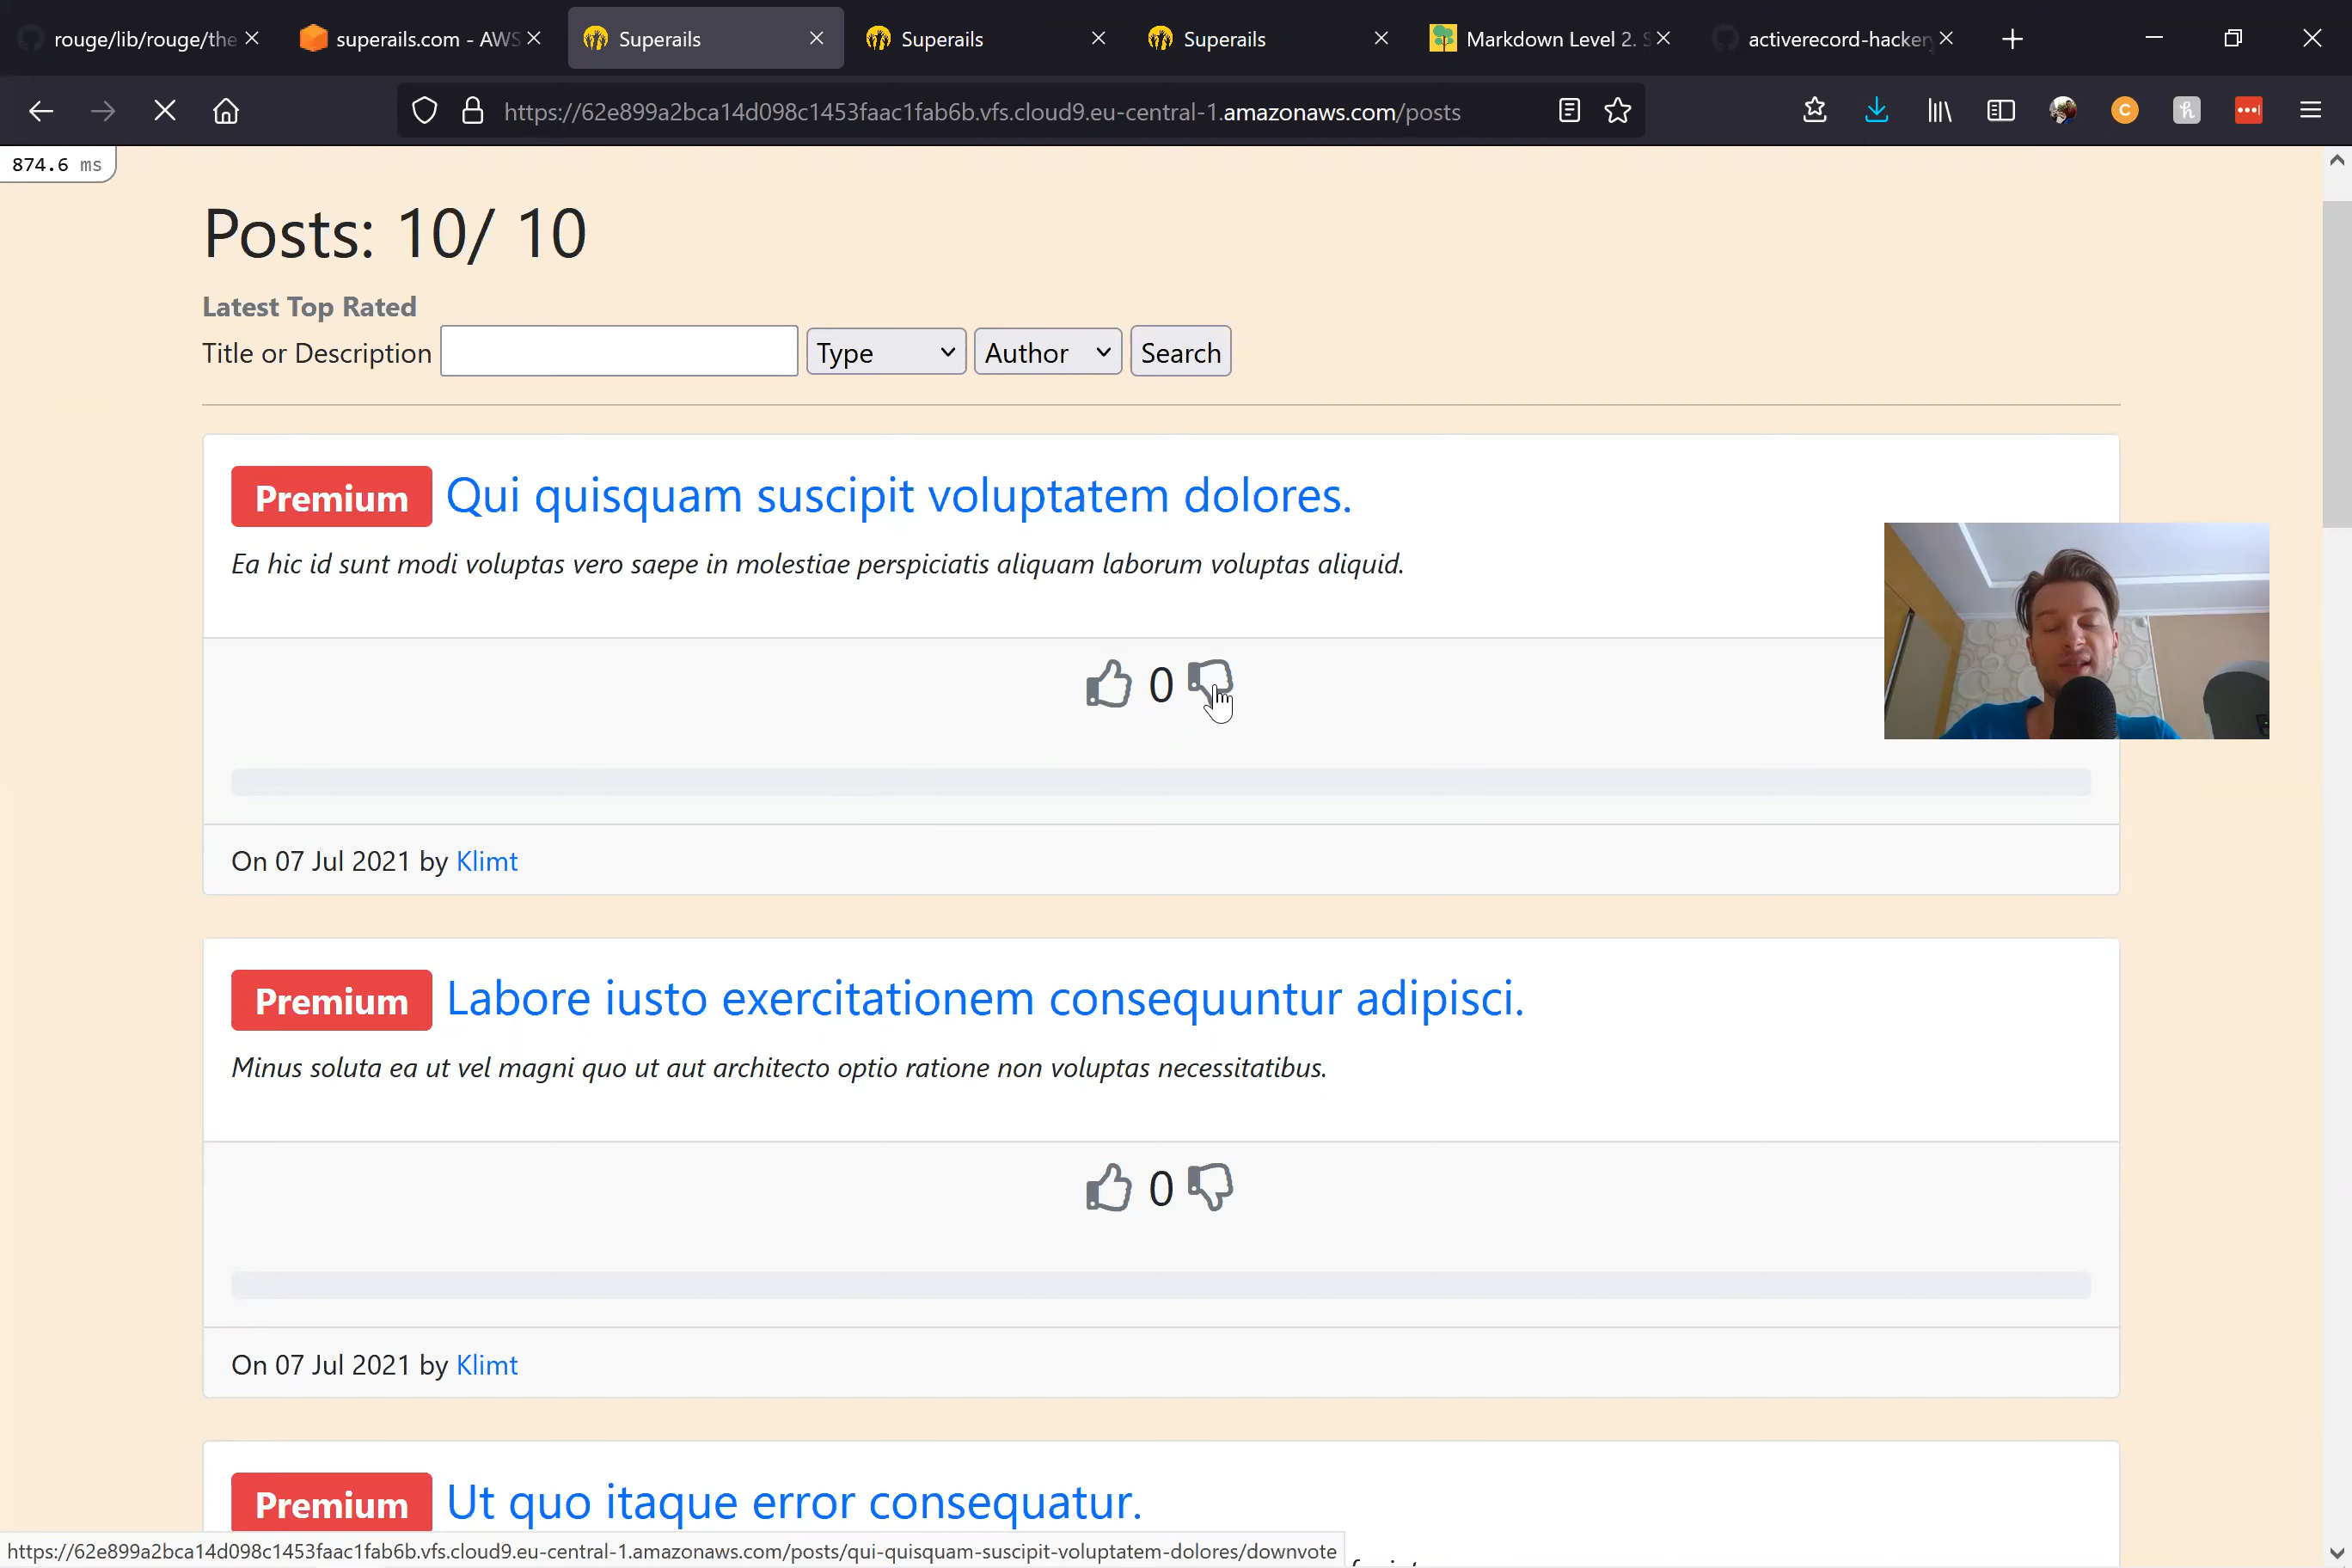 rouge/lib/rouge/the
superails.com - AWS
Superails
Superails
Superails
Markdown Level 2. S
activerecord-hacker
https://62e899a2bca14d098c1453faac1fab6b.vfs.cloud9.eu-central-1.amazonaws.com/posts
874.6 ms
Posts: 10/ 10
Latest Top Rated
Title or Description Type Author Search
Premium Qui quisquam suscipit voluptatem dolores.
Ea hic id sunt modi voluptas vero saepe in molestiae perspiciatis aliquam laborum voluptas aliquid.
0
On 07 Jul 2021 by Klimt
Premium Labore iusto exercitationem consequuntur adipisci.
Minus soluta ea ut vel magni quo ut aut architecto optio ratione non voluptas necessitatibus.
0
On 07 Jul 2021 by Klimt
Premium Ut quo itaque error consequatur.
https://62e899a2bca14d098c1453faac1fab6b.vfs.cloud9.eu-central-1.amazonaws.com/posts/qui-quisquam-suscipit-voluptatem-dolores/downvote